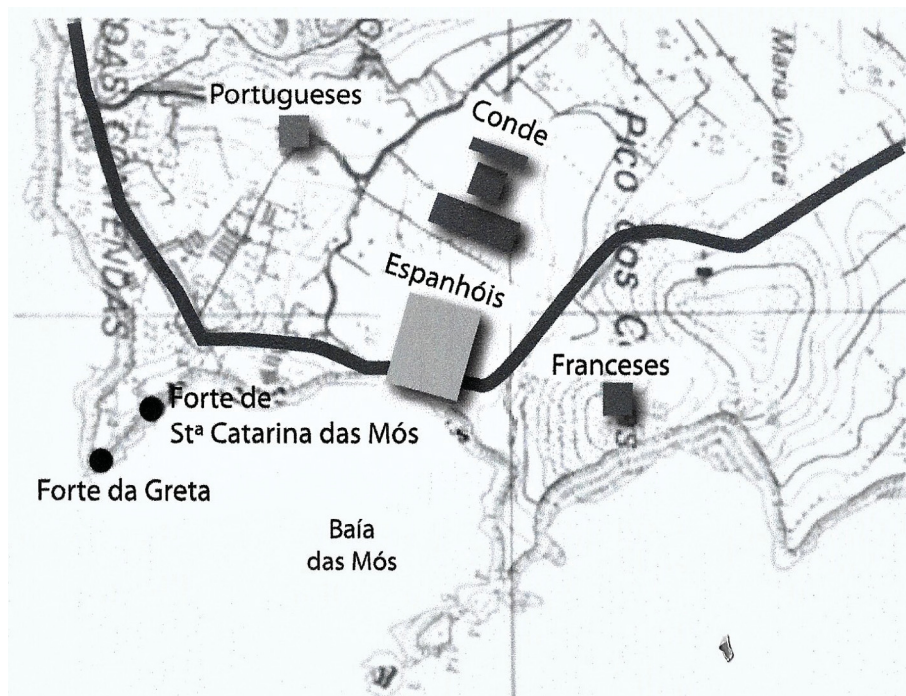 Portugueses
Conde
Maria Vieira
Espanhóis
Franceses
Forte de
Stª Catarina das Mós
Forte da Greta
Baía
das Mós